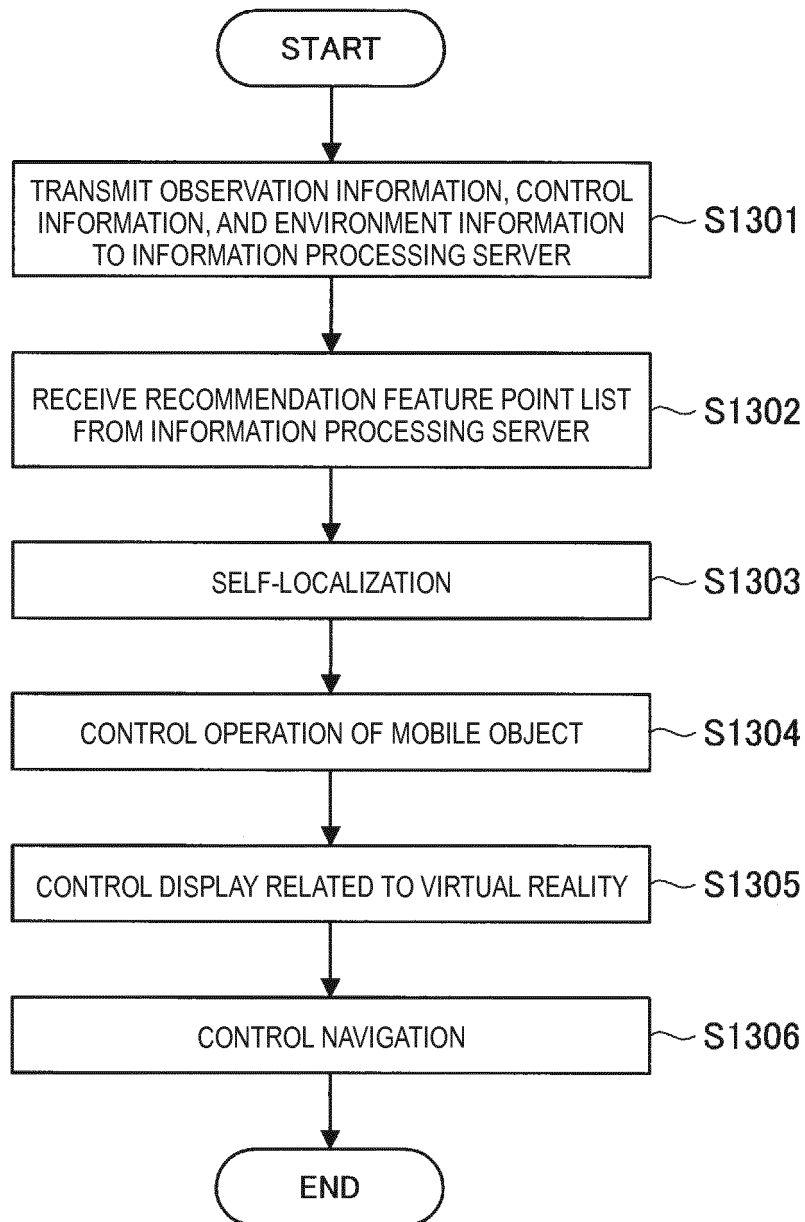 START
TRANSMIT OBSERVATION INFORMATION, CONTROL
INFORMATION, AND ENVIRONMENT INFORMATION
TO INFORMATION PROCESSING SERVER
S1301
RECEIVE RECOMMENDATION FEATURE POINT LIST
FROM INFORMATION PROCESSING SERVER
S1302
SELF-LOCALIZATION
S1303
CONTROL OPERATION OF MOBILE OBJECT
S1304
CONTROL DISPLAY RELATED TO VIRTUAL REALITY
S1305
CONTROL NAVIGATION
S1306
END